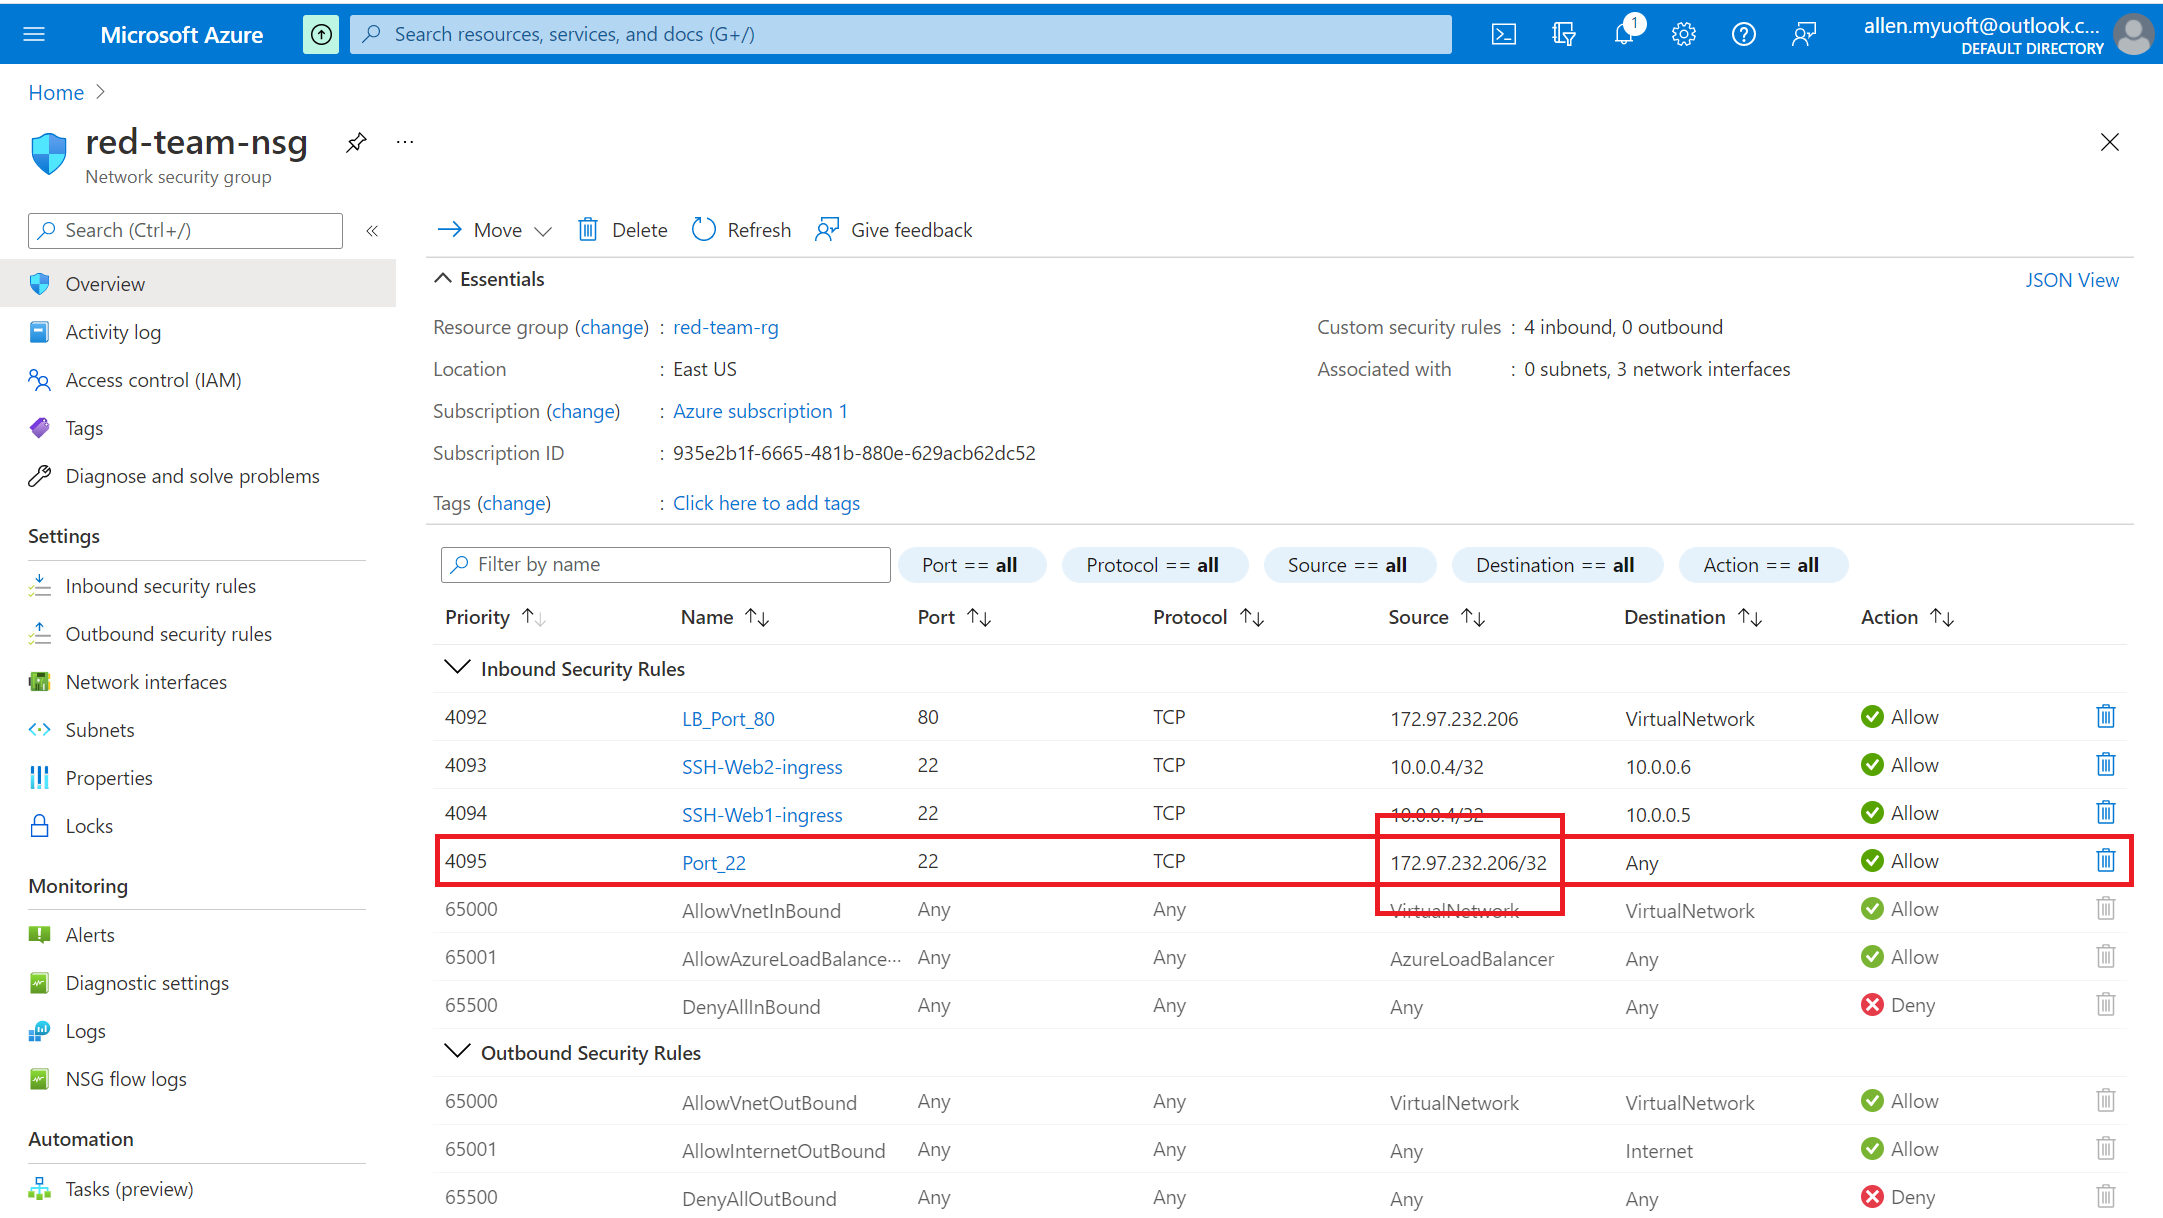 Microsoft Azure
Search resources, services, and docs (G+/)
1
allen.myuoft@outlook.c...
DEFAULT DIRECTORY
Home
red-team-nsg
Network security group
Search (Ctrl+/)
Move
Delete
Refresh
Give feedback
Overview
Activity log
Access control (IAM)
Tags
Diagnose and solve problems
Settings
Inbound security rules
Outbound security rules
Network interfaces
Subnets
Properties
Locks
Monitoring
Alerts
Diagnostic settings
Logs
NSG flow logs
Automation
Tasks (preview)
Essentials
JSON View
Resource group (change) : red-team-rg
Location : East US
Subscription (change) : Azure subscription 1
Subscription ID : 935e2b1f-6665-481b-880e-629acb62dc52
Tags (change) : Click here to add tags
Custom security rules : 4 inbound, 0 outbound
Associated with : 0 subnets, 3 network interfaces
Filter by name Port == all Protocol == all Source == all Destination == all Action == all
Priority Name Port Protocol Source Destination Action
Inbound Security Rules
4092 LB_Port_80 80 TCP 172.97.232.206 VirtualNetwork Allow
4093 SSH-Web2-ingress 22 TCP 10.0.0.4/32 10.0.0.6 Allow
4094 SSH-Web1-ingress 22 TCP 10.0.0.4/32 10.0.0.5 Allow
4095 Port_22 22 TCP 172.97.232.206/32 Any Allow
65000 AllowVnetInBound Any Any VirtualNetwork VirtualNetwork Allow
65001 AllowAzureLoadBalance... Any Any AzureLoadBalancer Any Allow
65500 DenyAllInBound Any Any Any Any Deny
Outbound Security Rules
65000 AllowVnetOutBound Any Any VirtualNetwork VirtualNetwork Allow
65001 AllowInternetOutBound Any Any Any Internet Allow
65500 DenyAllOutBound Any Any Any Any Deny